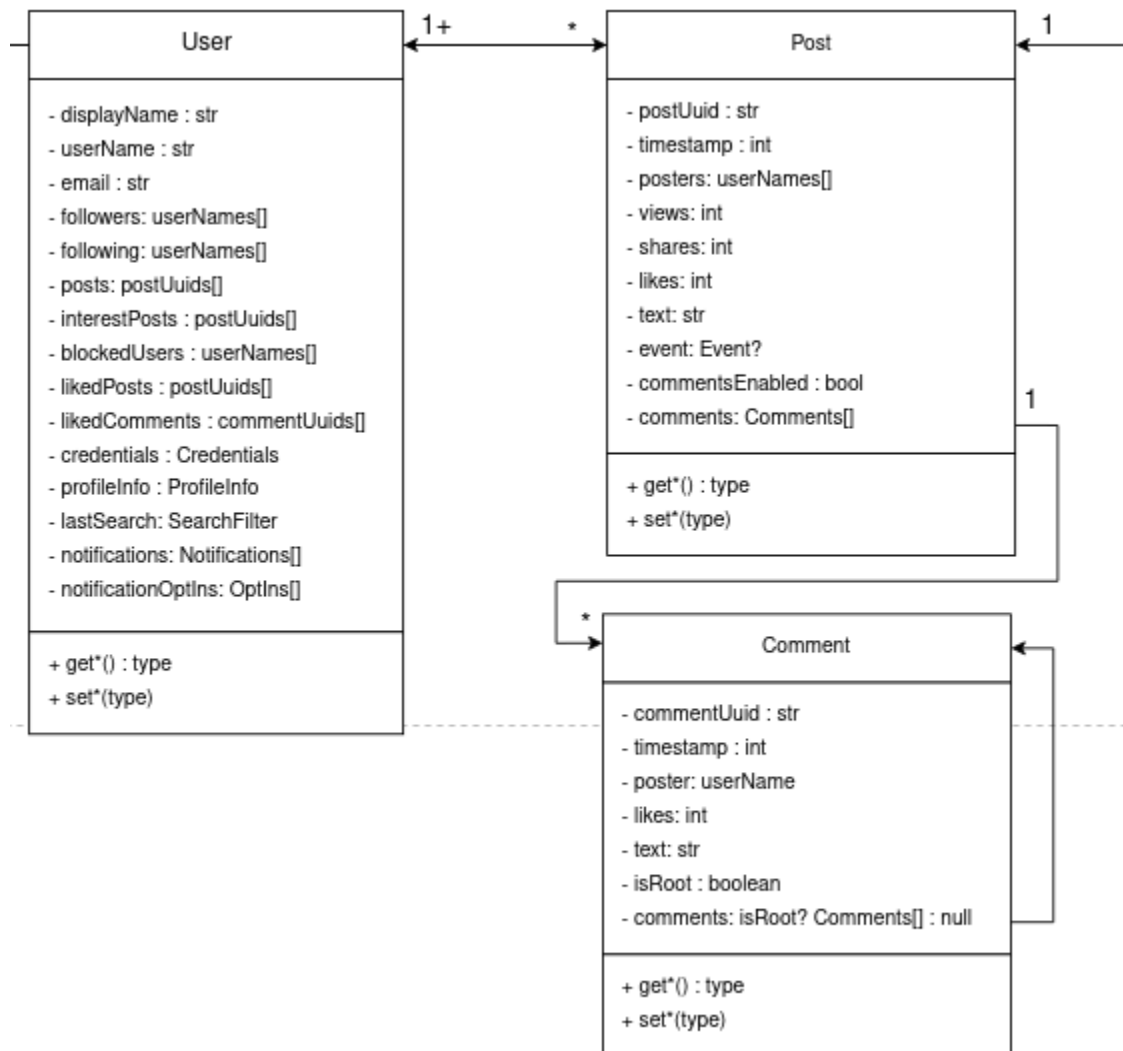 User
1+
*
- displayName : str
- userName : str
- email : str
- followers: userNames[]
- following: userNames[]
- posts: postUuids[]
- interestPosts : postUuids[]
- blockedUsers : userNames[]
- likedPosts : postUuids[]
- likedComments : commentUuids[]
- credentials : Credentials
- profileInfo : ProfileInfo
- lastSearch: SearchFilter
- notifications: Notifications[]
- notificationOptIns: OptIns[]
+ get*() : type
+ set*(type)
Post
1
- postUuid : str
- timestamp : int
- posters: userNames[]
- views: int
- shares: int
- likes: int
- text: str
- event: Event?
- commentsEnabled : bool
- comments: Comments[]
1
+ get*() : type
+ set*(type)
*
Comment
- commentUuid : str
- timestamp : int
- poster: userName
- likes: int
- text: str
- isRoot : boolean
- comments: isRoot? Comments[] : null
+ get*() : type
+ set*(type)